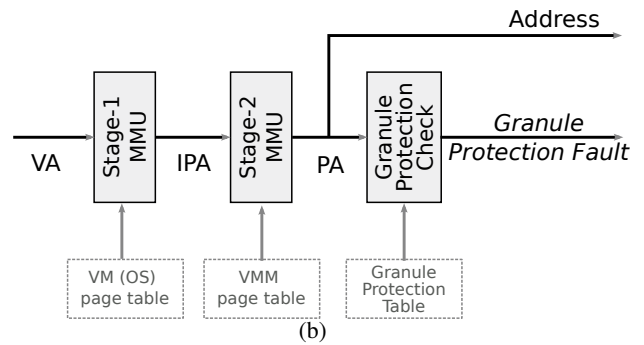 Address
Stage-1
MMU
Stage-2
MMU
Granule
Protection
Check
VA
IPA
PA
Granule
Protection Fault
VM (OS)
page table
VMM
page table
Granule
Protection
Table
(b)